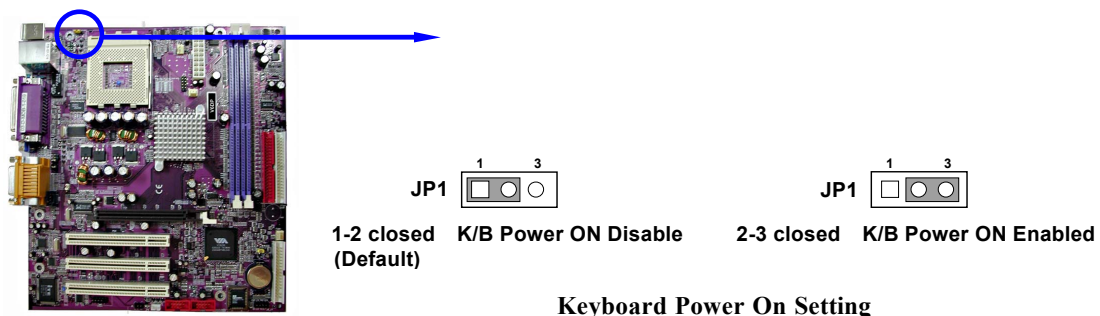 1 3
JP1
1-2 closed K/B Power ON Disable
(Default)
1 3
JP1
2-3 closed K/B Power ON Enabled
Keyboard Power On Setting